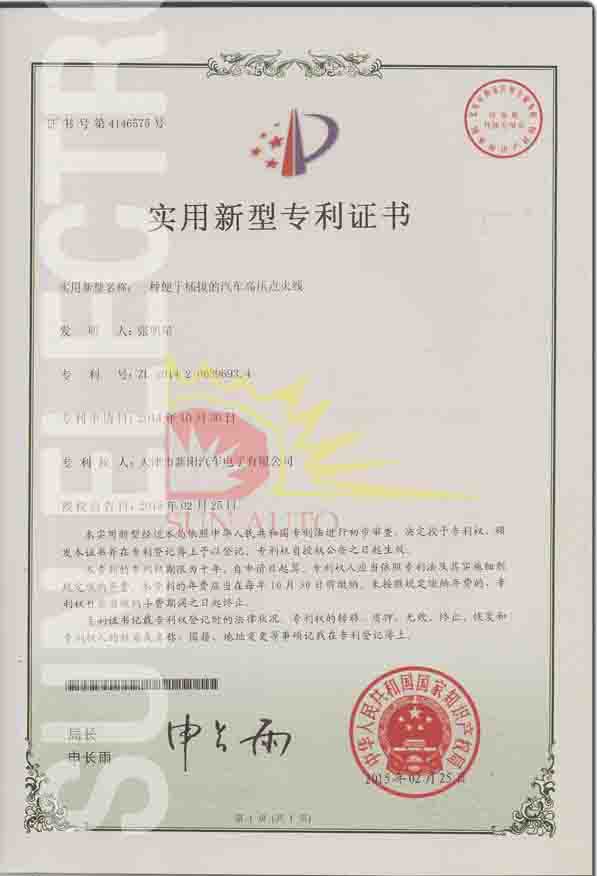 证书号第4146575号
实用新型专利证书
实用新型名称：一种便于插拔的汽车高压点火线
发 明 人：张明
专 利 号：ZL 2014 2 0639693.4
专利申请日：2014年10月30日
专 利 权 人：天津市新阳汽车电子有限公司
授权公告日：2015年02月25日
SUN AUTO
本实用新型经过本局依照中华人民共和国专利法进行初步审查，决定授予专利权，颁
发本证书并在专利登记簿上予以登记。专利权自授权公告之日起生效。
本专利的专利权期限为十年，自申请日起算。专利权人应当依照专利法及其实施细则
规定缴纳年费。本专利的年费应当在每年10月30日前缴纳。未按照规定缴纳年费的，专
利权自应当缴纳年费期满之日起终止。
专利证书记载专利权登记时的法律状况。专利权的转移、质押、无效、终止、恢复和
专利权人的姓名或名称、国籍、地址变更等事项记载在专利登记簿上。
局长
申长雨
申长雨
中华人民共和国国家知识产权局
2015年02月25日
第1页(共1页)
SUN ELECTRO